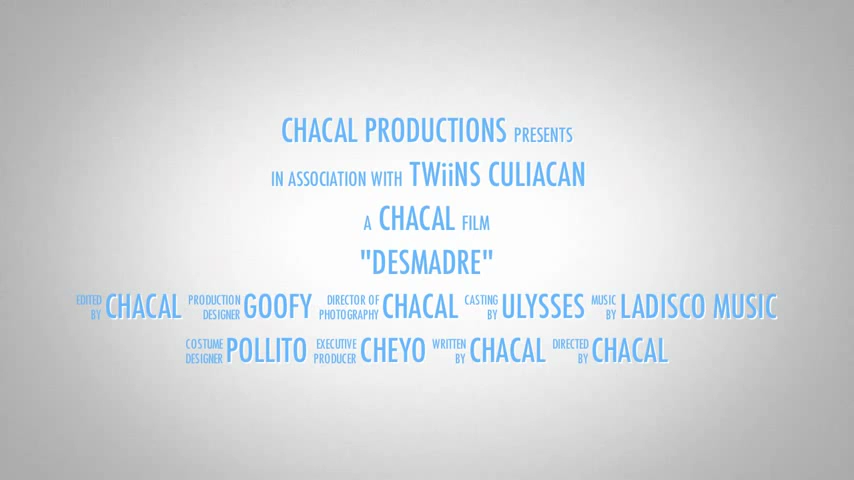 CHACAL PRODUCTIONS PRESENTS
IN ASSOCIATION WITH TWiiNS CULIACAN
A CHACAL FILM
"DESMADRE"
EDITED BY CHACAL PRODUCTION DESIGNER GOOFY DIRECTOR OF PHOTOGRAPHY CHACAL CASTING BY ULYSSES MUSIC BY LADISCO MUSIC
COSTUME DESIGNER POLLITO EXECUTIVE PRODUCER CHEYO WRITTEN BY CHACAL DIRECTED BY CHACAL